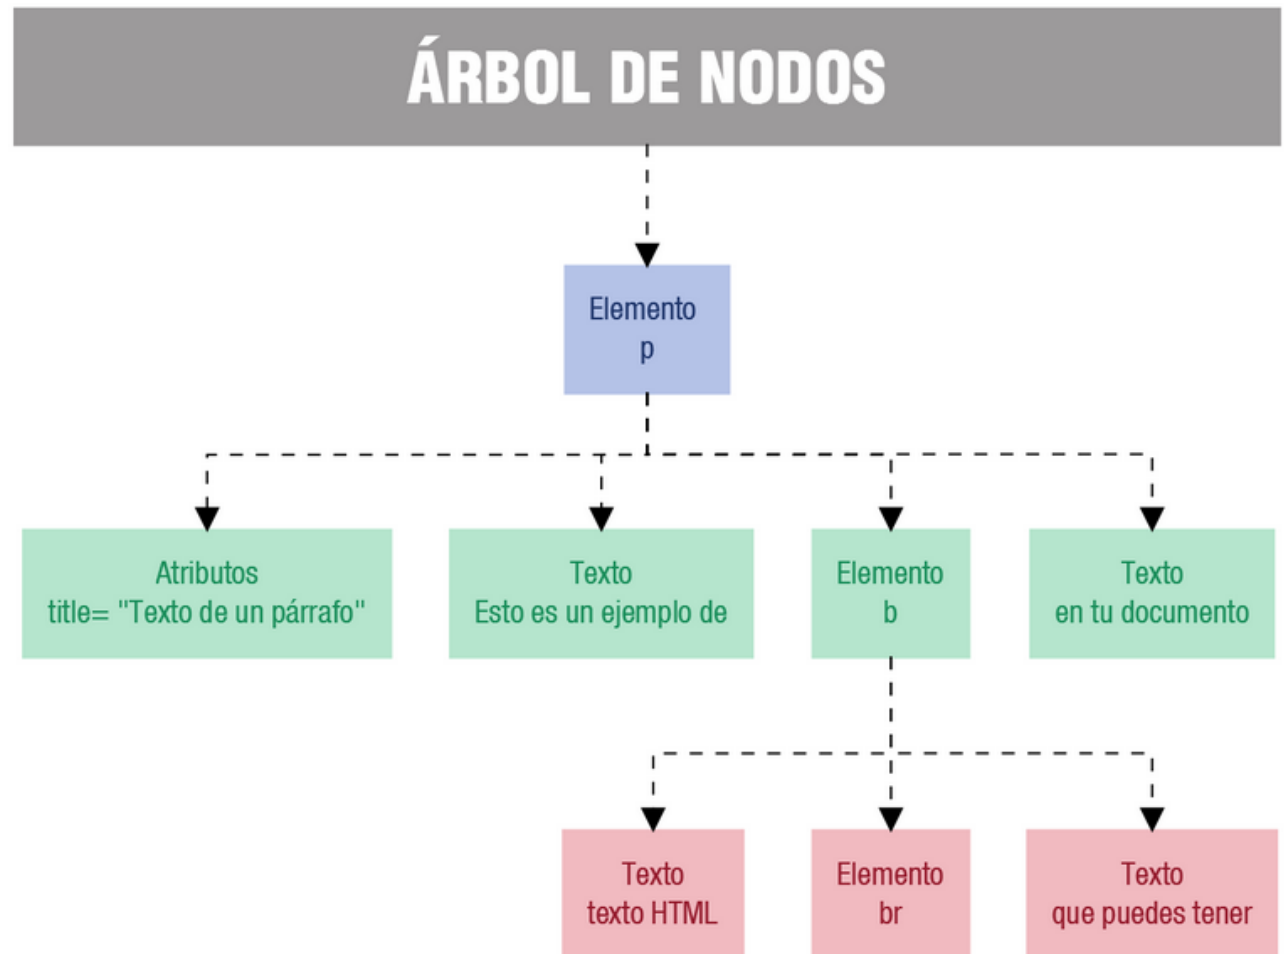 ÁRBOL DE NODOS
Elemento
p
Atributos
title= "Texto de un párrafo"
Texto
Esto es un ejemplo de
Elemento
b
Texto
en tu documento
Texto
texto HTML
Elemento
br
Texto
que puedes tener